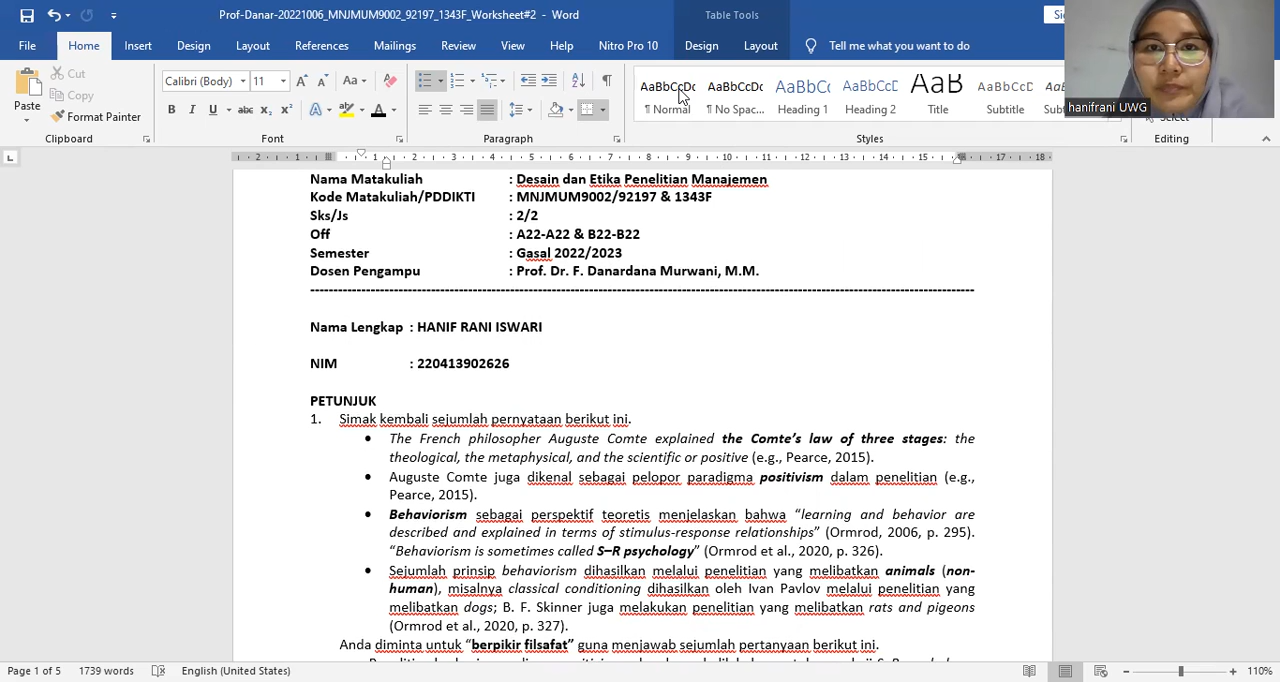 Prof-Danar-20221006_MNJMUM9002_92197_1343F_Worksheet#2 - Word
Table Tools
File Home Insert Design Layout References Mailings Review View Help Nitro Pro 10 Design Layout Tell me what you want to do
Paste
Cut
Copy
Format Painter
Clipboard
Calibri (Body) 11
Font
Paragraph
AaBbCcDc AaBbCcDc AaBbCc AaBbCcD AaB AaBbCcD
¶ Normal ¶ No Spac... Heading 1 Heading 2 Title Subtitle
Styles
Select
Editing
hanifrani UWG
Nama Matakuliah : Desain dan Etika Penelitian Manajemen
Kode Matakuliah/PDDIKTI : MNJMUM9002/92197 & 1343F
Sks/Js : 2/2
Off : A22-A22 & B22-B22
Semester : Gasal 2022/2023
Dosen Pengampu : Prof. Dr. F. Danardana Murwani, M.M.
Nama Lengkap : HANIF RANI ISWARI
NIM : 220413902626
PETUNJUK
1. Simak kembali sejumlah pernyataan berikut ini.
• The French philosopher Auguste Comte explained the Comte's law of three stages: the
theological, the metaphysical, and the scientific or positive (e.g., Pearce, 2015).
• Auguste Comte juga dikenal sebagai pelopor paradigma positivism dalam penelitian (e.g.,
Pearce, 2015).
• Behaviorism sebagai perspektif teoretis menjelaskan bahwa “learning and behavior are
described and explained in terms of stimulus-response relationships” (Ormrod, 2006, p. 295).
“Behaviorism is sometimes called S–R psychology” (Ormrod et al., 2020, p. 326).
• Sejumlah prinsip behaviorism dihasilkan melalui penelitian yang melibatkan animals (non-
human), misalnya classical conditioning dihasilkan oleh Ivan Pavlov melalui penelitian yang
melibatkan dogs; B. F. Skinner juga melakukan penelitian yang melibatkan rats and pigeons
(Ormrod et al., 2020, p. 327).
Anda diminta untuk “berpikir filsafat” guna menjawab sejumlah pertanyaan berikut ini.
Page 1 of 5 1739 words English (United States) 110%